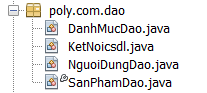 poly.com.dao
DanhMucDao.java
KetNoicsdl.java
NguoiDungDao.java
SanPhamDao.java